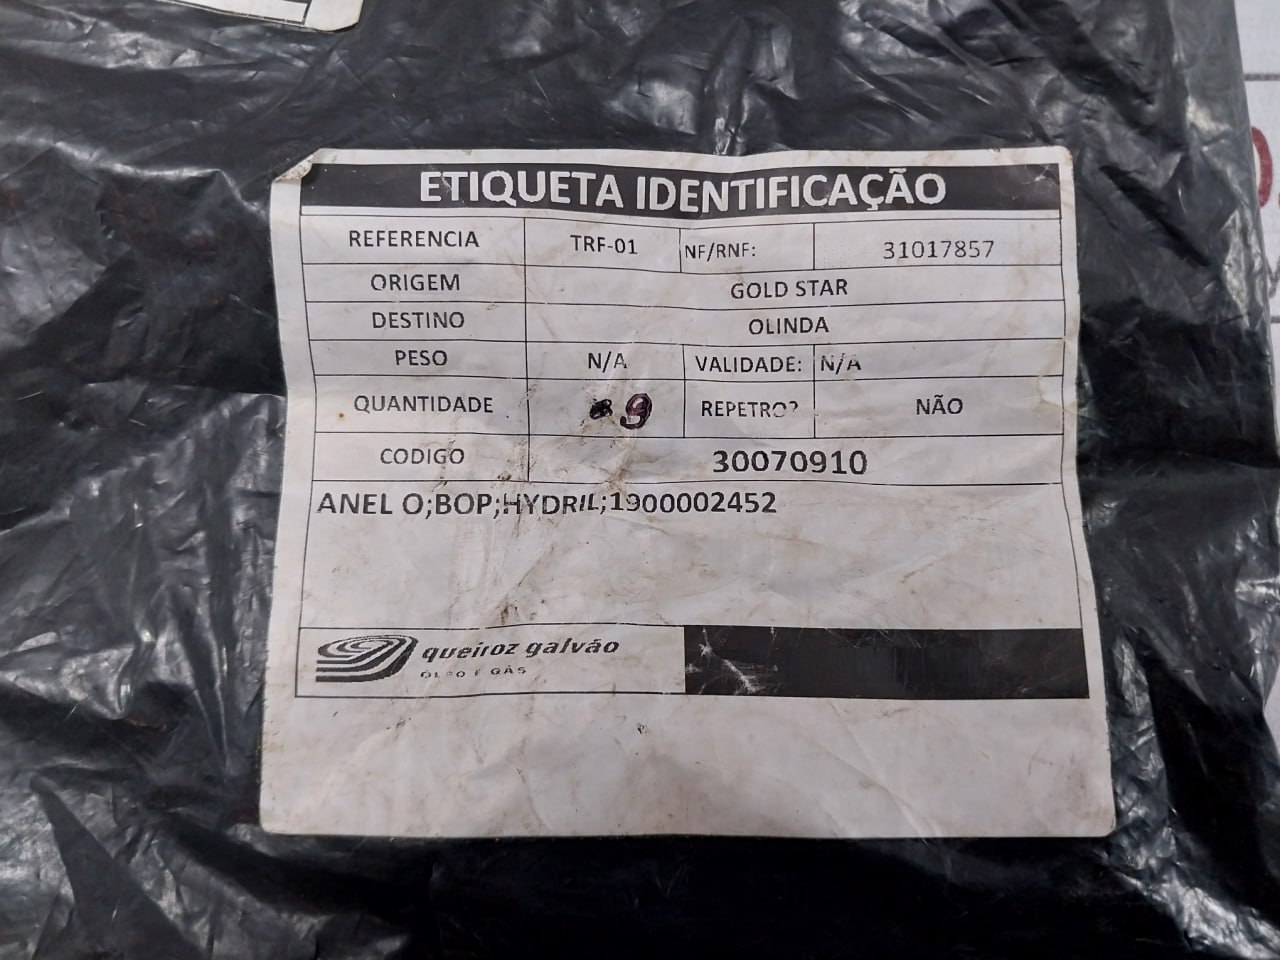 ETIQUETA IDENTIFICAÇÃO
REFERENCIA TRF-01 NF/RNF: 31017857
ORIGEM GOLD STAR
DESTINO OLINDA
PESO N/A VALIDADE: N/A
QUANTIDADE 9 REPETRO? NÃO
CODIGO 30070910
ANEL O;BOP;HYDRIL;1900002452
queiroz galvão
ÓLEO E GÁS